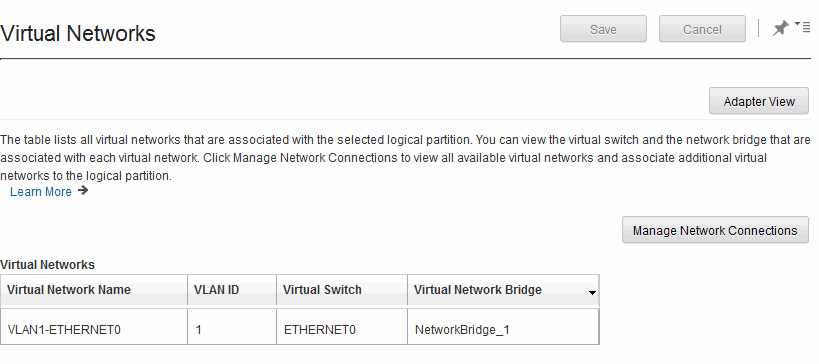 Virtual Networks
Save
Cancel
Adapter View
The table lists all virtual networks that are associated with the selected logical partition. You can view the virtual switch and the network bridge that are
associated with each virtual network. Click Manage Network Connections to view all available virtual networks and associate additional virtual
networks to the logical partition.
Learn More
Manage Network Connections
Virtual Networks
Virtual Network Name VLAN ID Virtual Switch Virtual Network Bridge
VLAN1-ETHERNET0 1 ETHERNET0 NetworkBridge_1